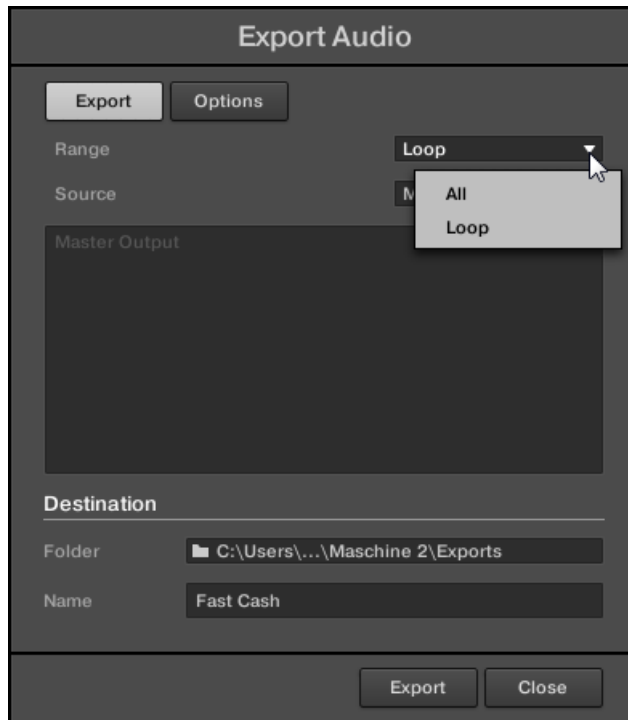 Export Audio
Export Options
Range Loop
Source M
All
Loop
Master Output
Destination
Folder C:\Users\...\Maschine 2\Exports
Name Fast Cash
Export Close